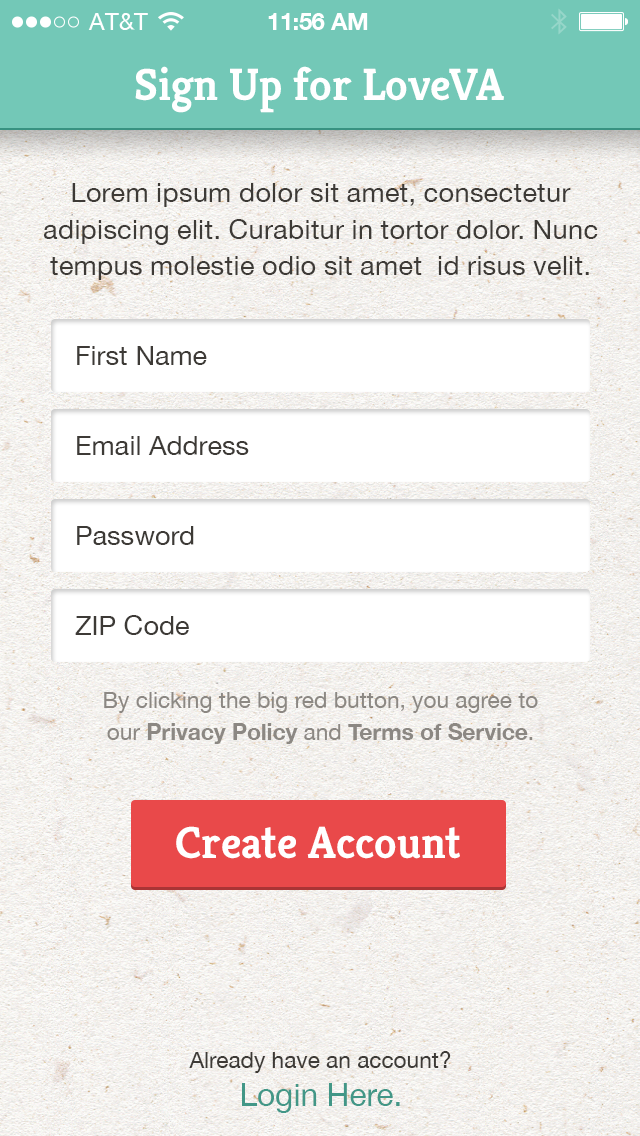 AT&T 11:56 AM
Sign Up for LoveVA
Lorem ipsum dolor sit amet, consectetur
adipiscing elit. Curabitur in tortor dolor. Nunc
tempus molestie odio sit amet  id risus velit.
First Name
Email Address
Password
ZIP Code
By clicking the big red button, you agree to
our Privacy Policy and Terms of Service.
Create Account
Already have an account?
Login Here.